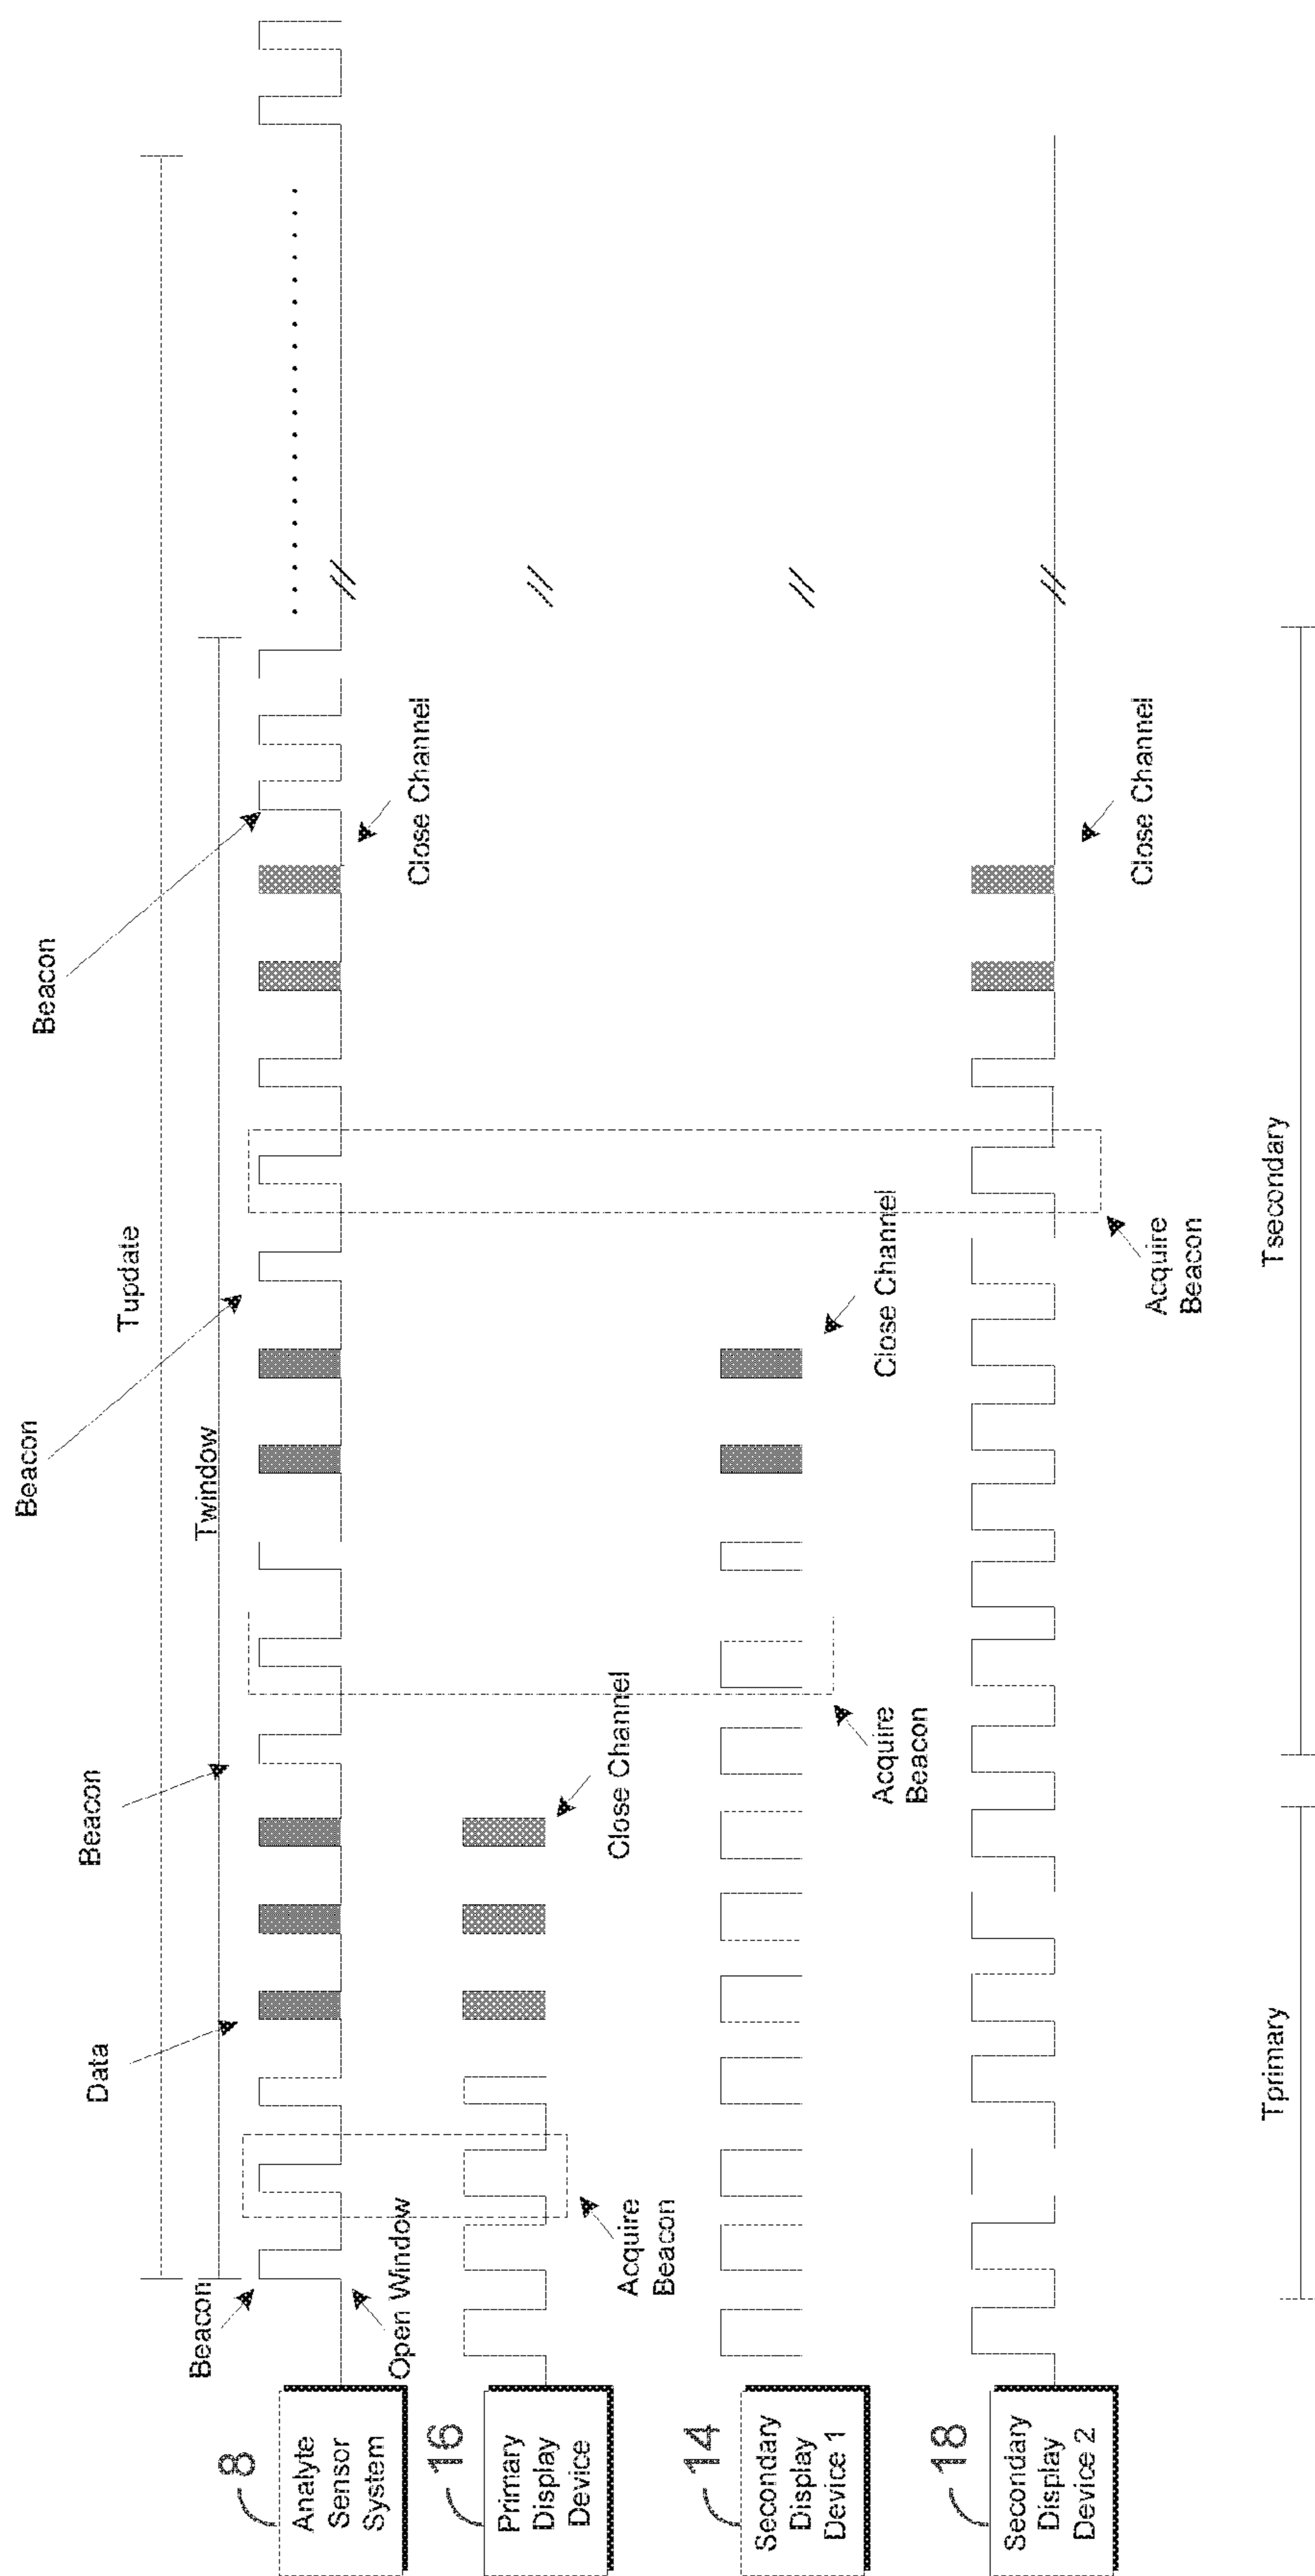 Tupdate
Twindow
Beacon
Data
Beacon
Beacon
Beacon
8
Analyte
Sensor
System
Open Window
Close Channel
16
Primary
Display
Device
Acquire
Beacon
Close Channel
14
Secondary
Display
Device 1
Acquire
Beacon
Close Channel
18
Secondary
Display
Device 2
Acquire
Beacon
Close Channel
Tprimary
Tsecondary